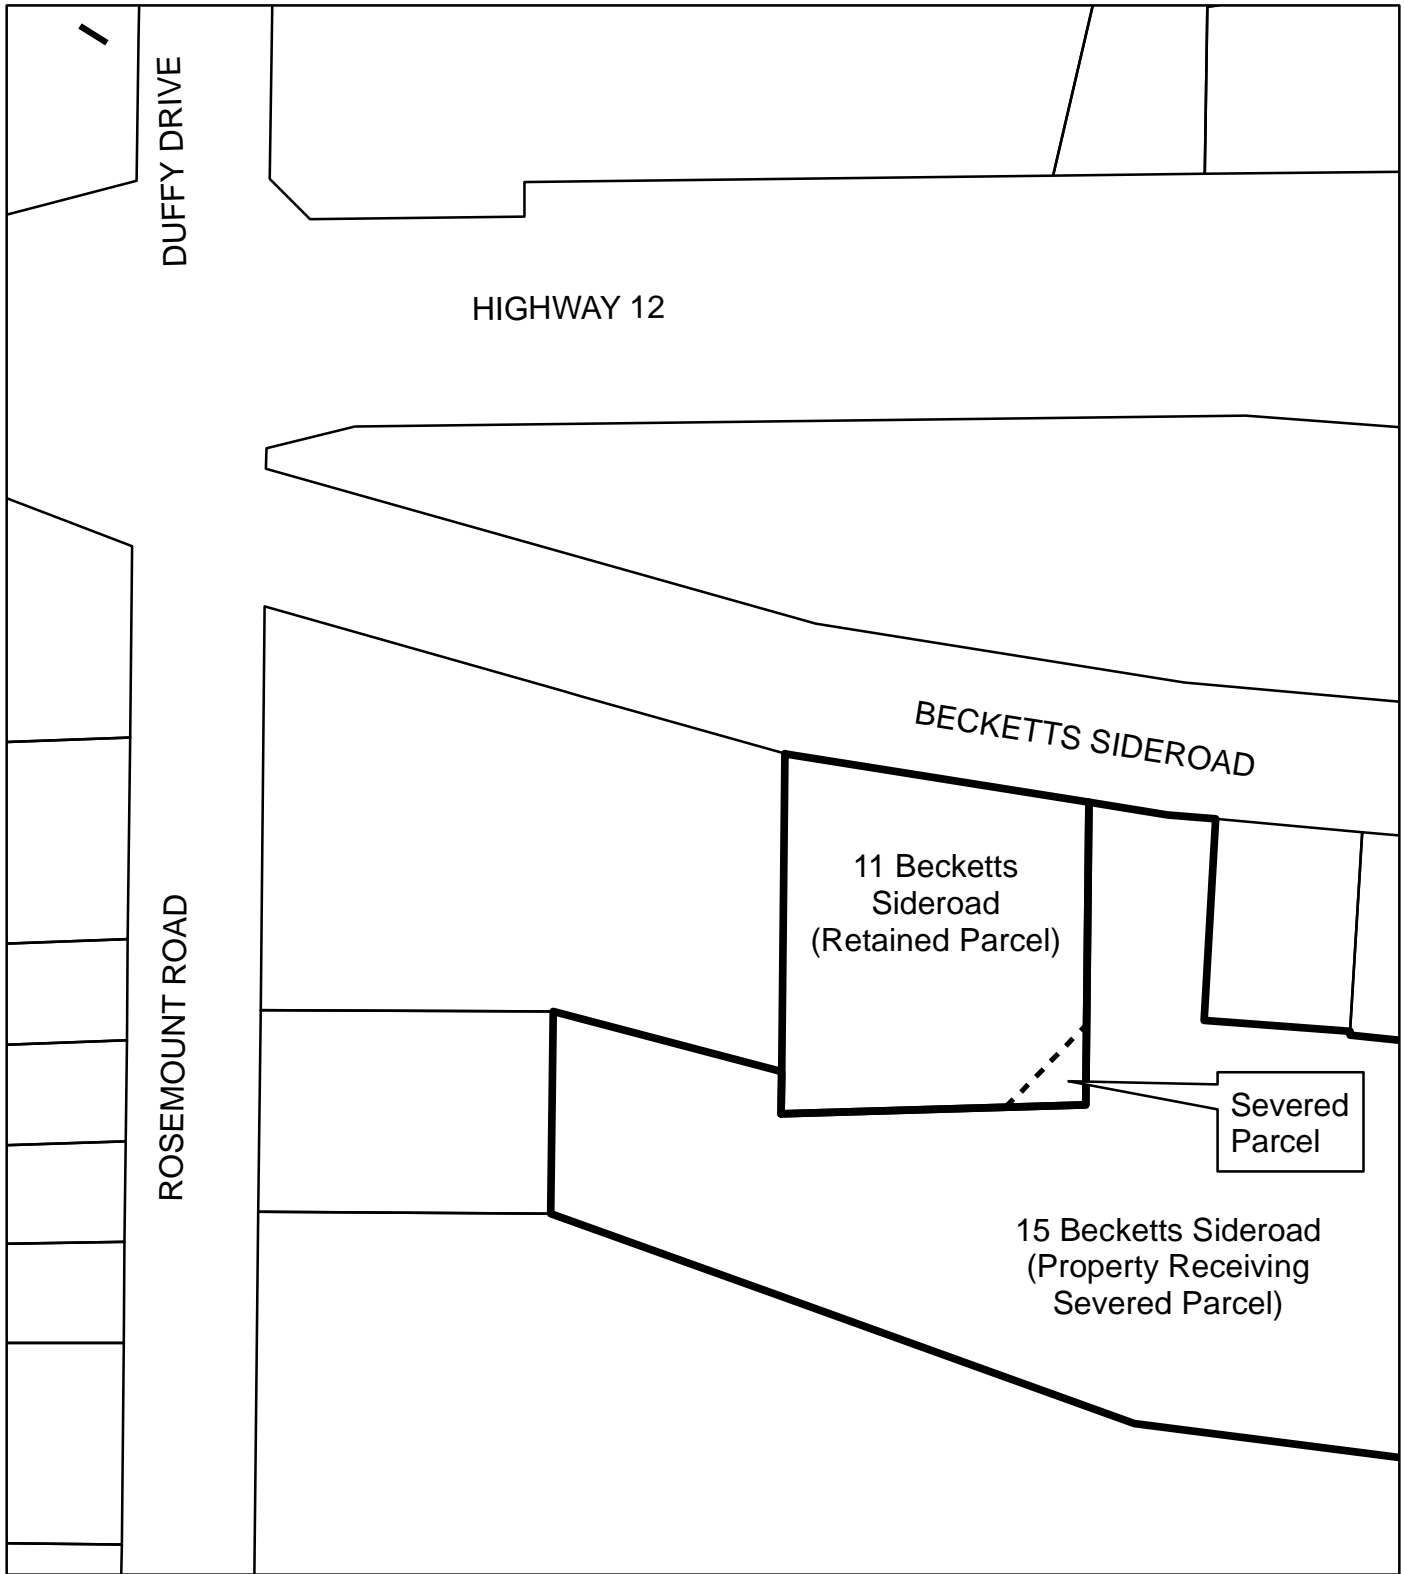 DUFFY DRIVE
HIGHWAY 12
BECKETTS SIDEROAD
11 Becketts
Sideroad
(Retained Parcel)
ROSEMOUNT ROAD
Severed
Parcel
15 Becketts Sideroad
(Property Receiving
Severed Parcel)